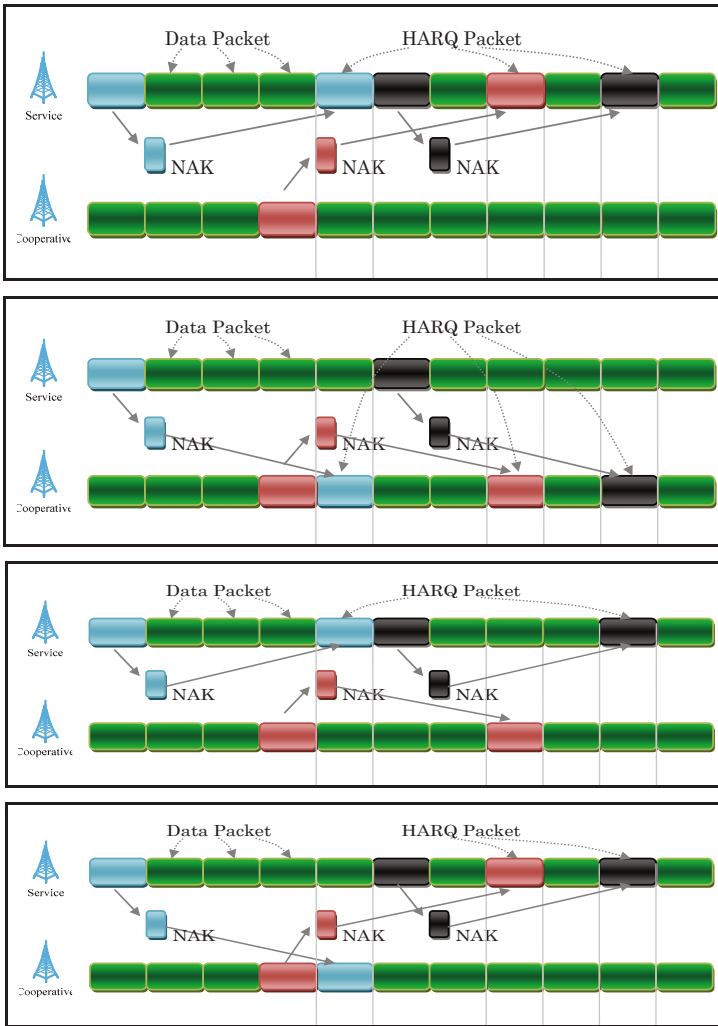 Data Packet HARQ Packet
Service
NAK NAK NAK
Cooperative
Data Packet HARQ Packet
Service
NAK NAK NAK
Cooperative
Data Packet HARQ Packet
Service
NAK NAK NAK
Cooperative
Data Packet HARQ Packet
Service
NAK NAK NAK
Cooperative